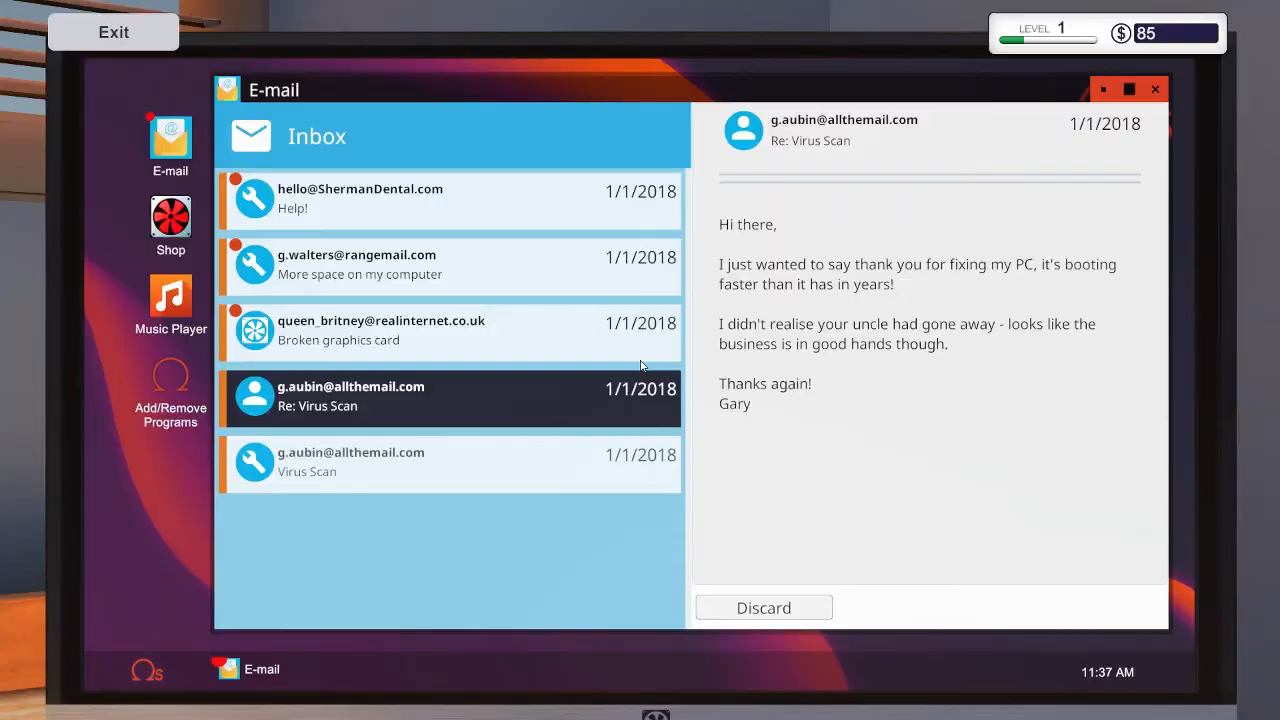 Exit
LEVEL 1
$ 85
E-mail
Inbox
hello@ShermanDental.com
1/1/2018
Help!
g.walters@rangemail.com
1/1/2018
More space on my computer
queen_britney@realinternet.co.uk
1/1/2018
Broken graphics card
g.aubin@allthemail.com
1/1/2018
Re: Virus Scan
g.aubin@allthemail.com
1/1/2018
Virus Scan
g.aubin@allthemail.com
1/1/2018
Re: Virus Scan
Hi there,
I just wanted to say thank you for fixing my PC, it's booting
faster than it has in years!
I didn't realise your uncle had gone away - looks like the
business is in good hands though.
Thanks again!
Gary
Discard
E-mail
Shop
Music Player
Add/Remove
Programs
Ωs
E-mail
11:37 AM